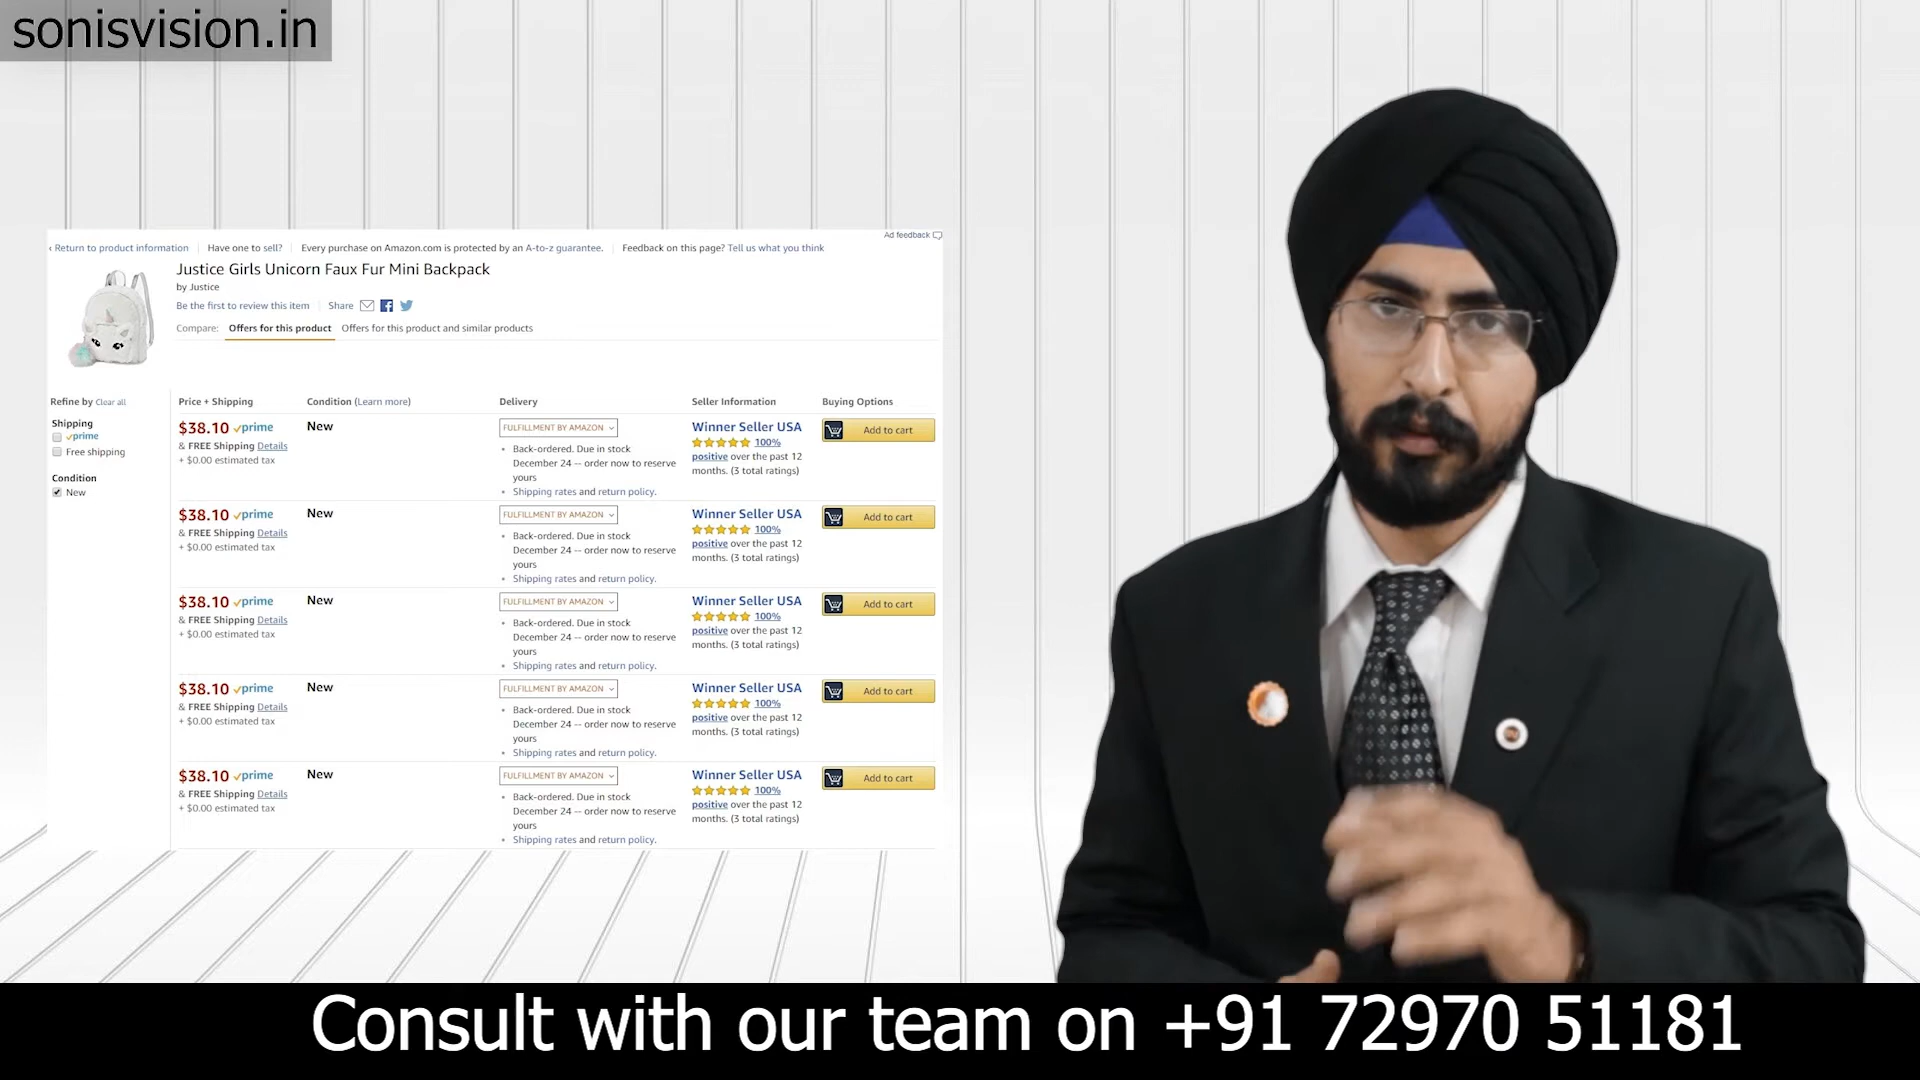 sonisvision.in
Ad feedback
‹ Return to product information | Have one to sell? | Every purchase on Amazon.com is protected by an A-to-z guarantee. | Feedback on this page? Tell us what you think
Justice Girls Unicorn Faux Fur Mini Backpack
by Justice
Be the first to review this item | Share
Compare: Offers for this product Offers for this product and similar products
Refine by Clear all
Shipping
prime
Free shipping
Condition
New
Price + Shipping Condition (Learn more) Delivery Seller Information Buying Options
$38.10 prime
& FREE Shipping Details
+ $0.00 estimated tax
New
FULFILLMENT BY AMAZON
• Back-ordered. Due in stock
December 24 -- order now to reserve
yours
• Shipping rates and return policy.
Winner Seller USA
100%
positive over the past 12
months. (3 total ratings)
Add to cart
$38.10 prime
& FREE Shipping Details
+ $0.00 estimated tax
New
FULFILLMENT BY AMAZON
• Back-ordered. Due in stock
December 24 -- order now to reserve
yours
• Shipping rates and return policy.
Winner Seller USA
100%
positive over the past 12
months. (3 total ratings)
Add to cart
$38.10 prime
& FREE Shipping Details
+ $0.00 estimated tax
New
FULFILLMENT BY AMAZON
• Back-ordered. Due in stock
December 24 -- order now to reserve
yours
• Shipping rates and return policy.
Winner Seller USA
100%
positive over the past 12
months. (3 total ratings)
Add to cart
$38.10 prime
& FREE Shipping Details
+ $0.00 estimated tax
New
FULFILLMENT BY AMAZON
• Back-ordered. Due in stock
December 24 -- order now to reserve
yours
• Shipping rates and return policy.
Winner Seller USA
100%
positive over the past 12
months. (3 total ratings)
Add to cart
$38.10 prime
& FREE Shipping Details
+ $0.00 estimated tax
New
FULFILLMENT BY AMAZON
• Back-ordered. Due in stock
December 24 -- order now to reserve
yours
• Shipping rates and return policy.
Winner Seller USA
100%
positive over the past 12
months. (3 total ratings)
Add to cart
Consult with our team on +91 72970 51181